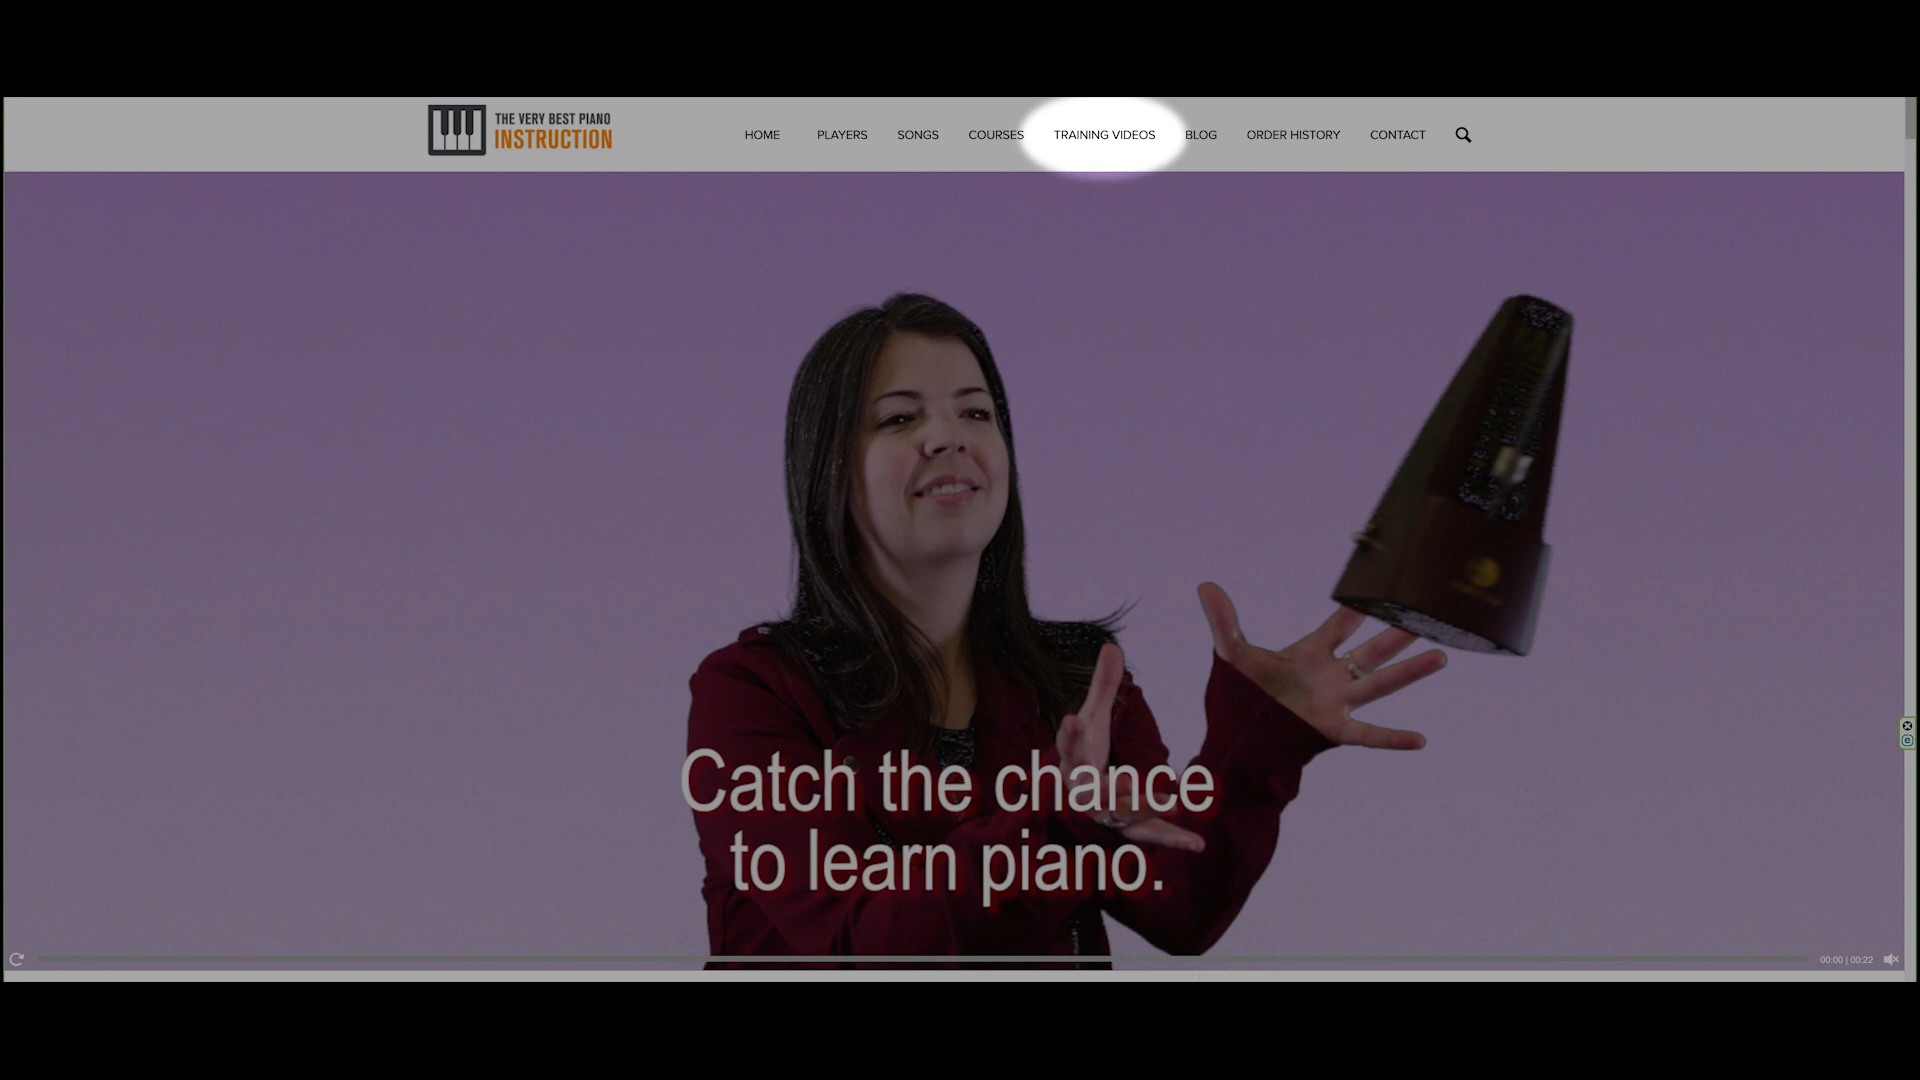 THE VERY BEST PIANO
INSTRUCTION
HOME PLAYERS SONGS COURSES TRAINING VIDEOS BLOG ORDER HISTORY CONTACT
Catch the chance
to learn piano.
00:00 | 00:22